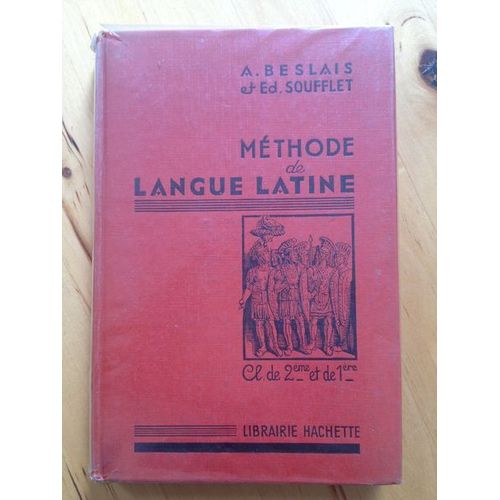 A. BESLAIS
et Ed. SOUFFLET
MÉTHODE
de
LANGUE LATINE
Cl. de 2ème et de 1ère
LIBRAIRIE HACHETTE